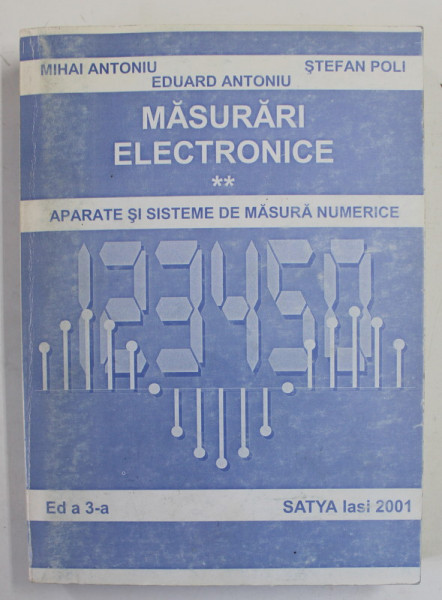 MIHAI ANTONIU ŞTEFAN POLI
EDUARD ANTONIU
MĂSURĂRI
ELECTRONICE
**
APARATE ŞI SISTEME DE MĂSURĂ NUMERICE
123450
Ed a 3-a SATYA Iasi 2001